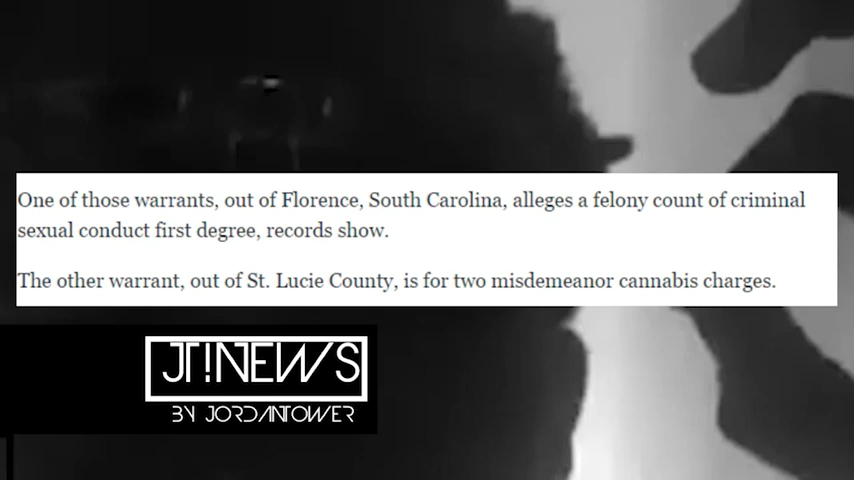 One of those warrants, out of Florence, South Carolina, alleges a felony count of criminal
sexual conduct first degree, records show.
The other warrant, out of St. Lucie County, is for two misdemeanor cannabis charges.
JT!NEWS
BY JORDANTOWER